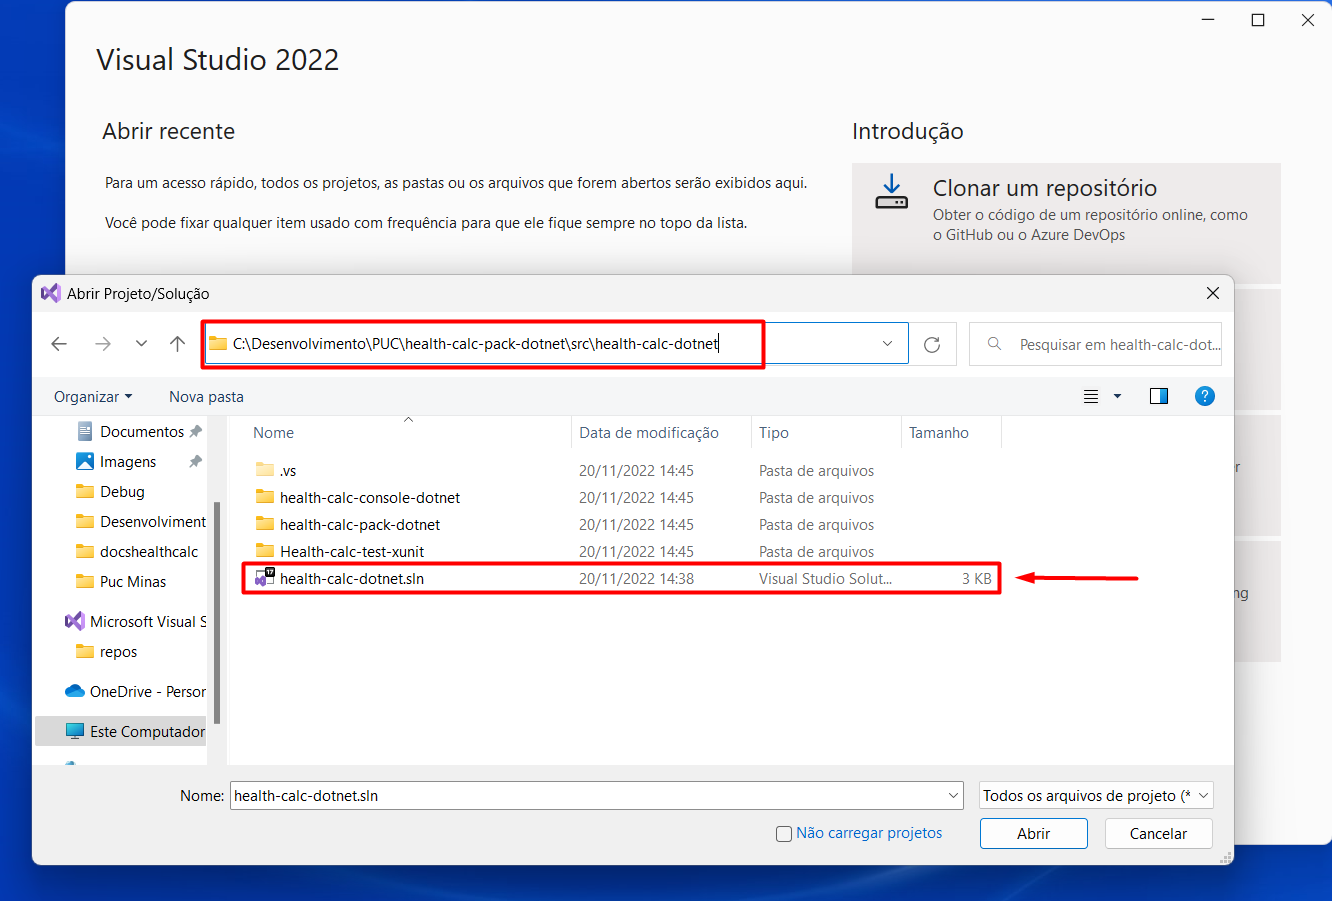 Visual Studio 2022
Abrir recente
Para um acesso rápido, todos os projetos, as pastas ou os arquivos que forem abertos serão exibidos aqui.
Você pode fixar qualquer item usado com frequência para que ele fique sempre no topo da lista.
Introdução
Clonar um repositório
Obter o código de um repositório online, como
o GitHub ou o Azure DevOps
er
ng
Abrir Projeto/Solução
C:\Desenvolvimento\PUC\health-calc-pack-dotnet\src\health-calc-dotnet
Pesquisar em health-calc-dot...
Organizar
Nova pasta
?
Documentos
Imagens
Debug
Desenvolviment
docshealthcalc
Puc Minas
Microsoft Visual S
repos
OneDrive - Person
Este Computador
Nome Data de modificação Tipo Tamanho
.vs 20/11/2022 14:45 Pasta de arquivos
health-calc-console-dotnet 20/11/2022 14:45 Pasta de arquivos
health-calc-pack-dotnet 20/11/2022 14:45 Pasta de arquivos
Health-calc-test-xunit 20/11/2022 14:45 Pasta de arquivos
health-calc-dotnet.sln 20/11/2022 14:38 Visual Studio Solut... 3 KB
Nome: health-calc-dotnet.sln
Todos os arquivos de projeto (*
Não carregar projetos
Abrir
Cancelar